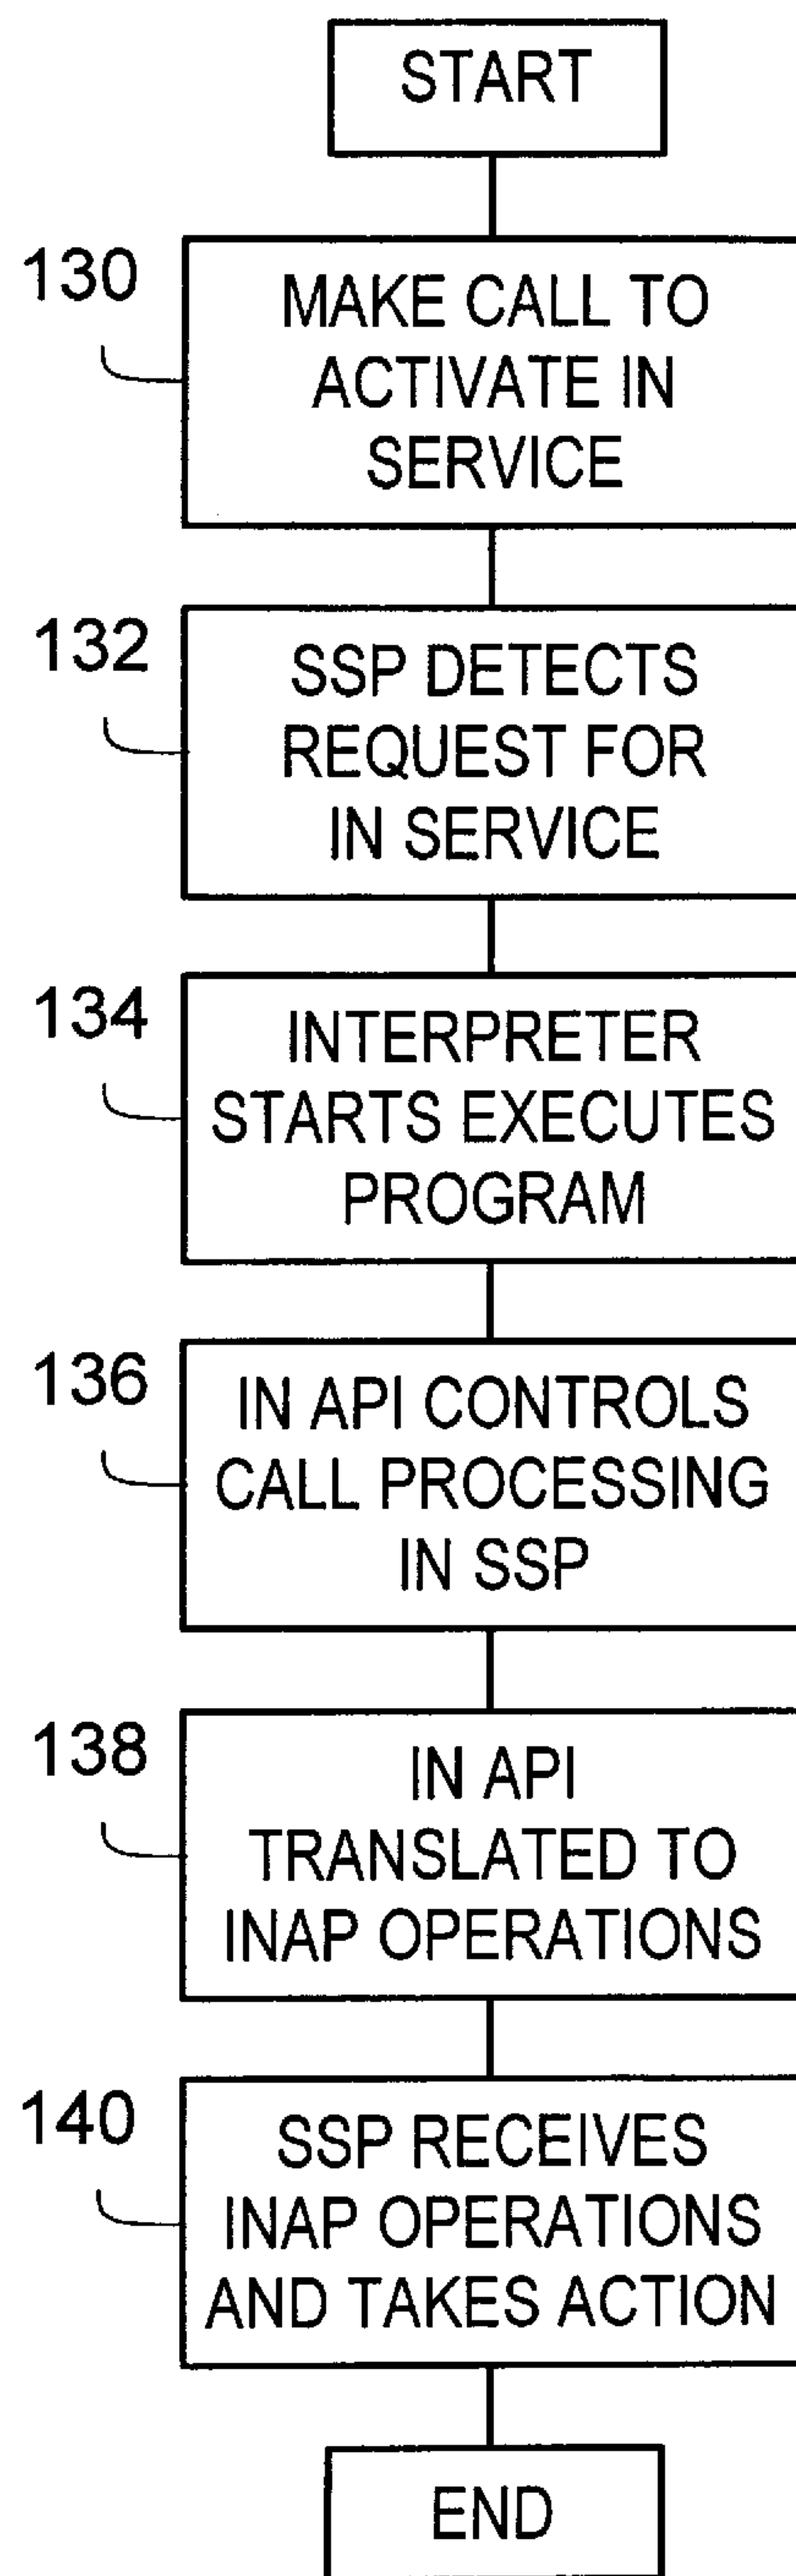 START
130
MAKE CALL TO
ACTIVATE IN
SERVICE
132
SSP DETECTS
REQUEST FOR
IN SERVICE
134
INTERPRETER
STARTS EXECUTES
PROGRAM
136
IN API CONTROLS
CALL PROCESSING
IN SSP
138
IN API
TRANSLATED TO
INAP OPERATIONS
140
SSP RECEIVES
INAP OPERATIONS
AND TAKES ACTION
END